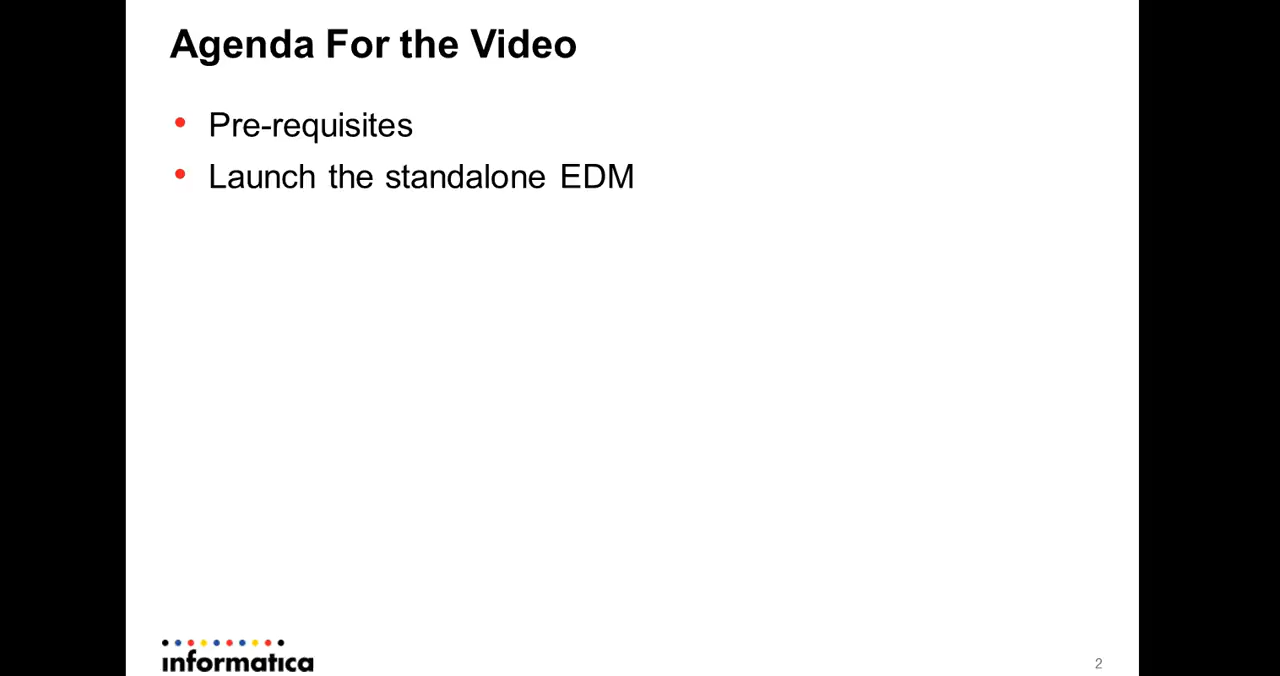 Agenda For the Video
• Pre-requisites
• Launch the standalone EDM
informatica
2